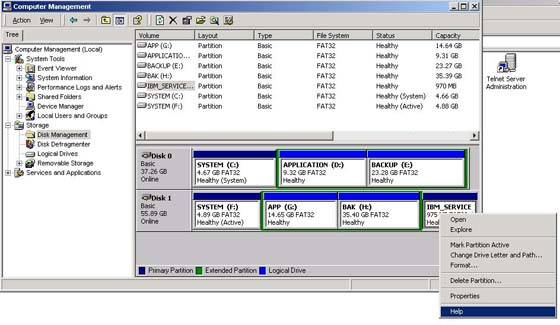 Computer Management
Action View
Tree
Computer Management (Local)
System Tools
Event Viewer
System Information
Performance Logs and Alerts
Shared Folders
Device Manager
Local Users and Groups
Storage
Disk Management
Disk Defragmenter
Logical Drives
Removable Storage
Services and Applications
Volume Layout Type File System Status Capacity
APP (G:) Partition Basic FAT32 Healthy 14.64 GB
APPLICATIO... Partition Basic FAT32 Healthy 9.31 GB
BACKUP (E:) Partition Basic FAT32 Healthy 23.27 GB
BAK (H:) Partition Basic FAT32 Healthy 35.39 GB
IBM_SERVICE... Partition Basic FAT32 Healthy 970 MB
SYSTEM (C:) Partition Basic FAT32 Healthy (System) 4.66 GB
SYSTEM (F:) Partition Basic FAT32 Healthy (Active) 4.88 GB
Disk 0
Basic
37.26 GB
Online
SYSTEM (C:)
4.67 GB FAT32
Healthy (System)
APPLICATION (D:)
9.32 GB FAT32
Healthy
BACKUP (E:)
23.28 GB FAT32
Healthy
Disk 1
Basic
55.89 GB
Online
SYSTEM (F:)
4.89 GB FAT32
Healthy (Active)
APP (G:)
14.65 GB FAT32
Healthy
BAK (H:)
35.40 GB FAT32
Healthy
IBM_SERVICE
975
Healthy
Primary Partition Extended Partition Logical Drive
Telnet Server
Administration
Open
Explore
Mark Partition Active
Change Drive Letter and Path...
Format...
Delete Partition...
Properties
Help